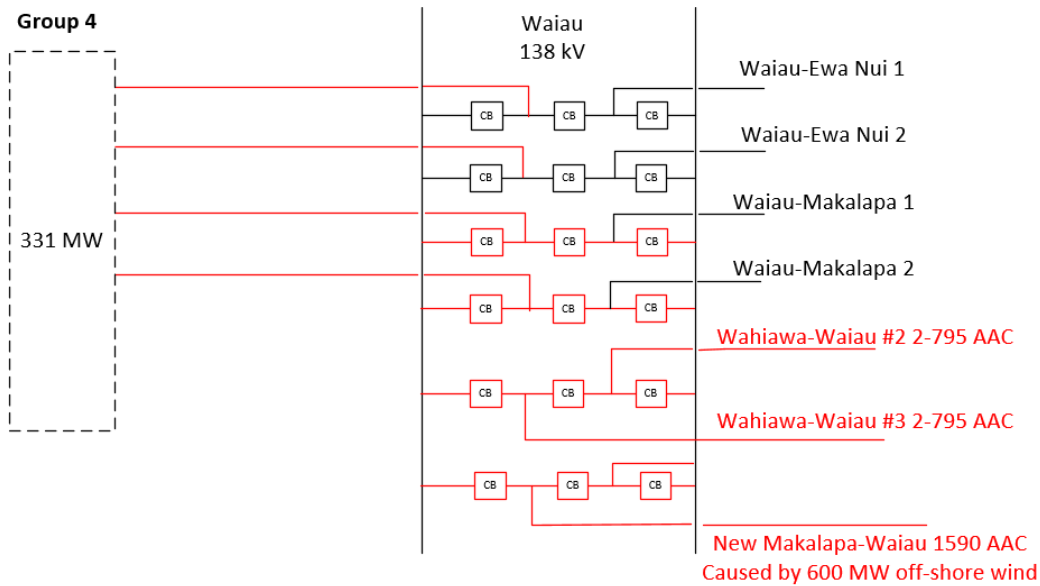 Group 4
Waiau
138 kV
Waiau-Ewa Nui 1
CB CB CB
Waiau-Ewa Nui 2
CB CB CB
Waiau-Makalapa 1
331 MW
CB CB CB
Waiau-Makalapa 2
CB CB CB
Wahiawa-Waiau #2 2-795 AAC
CB CB CB
Wahiawa-Waiau #3 2-795 AAC
CB CB CB
New Makalapa-Waiau 1590 AAC
Caused by 600 MW off-shore wind